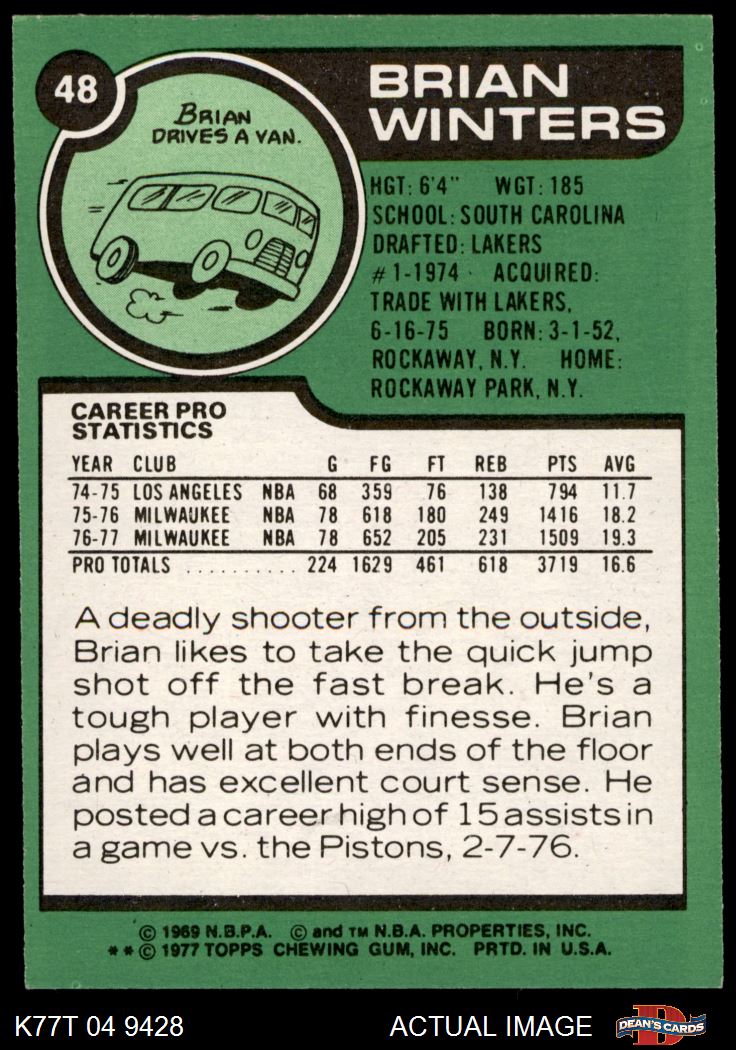 48
BRIAN
DRIVES A VAN.
BRIAN
WINTERS
HGT: 6'4" WGT: 185
SCHOOL: SOUTH CAROLINA
DRAFTED: LAKERS
#1-1974 ACQUIRED:
TRADE WITH LAKERS,
6-16-75 BORN: 3-1-52,
ROCKAWAY, N.Y. HOME:
ROCKAWAY PARK, N.Y.
CAREER PRO
STATISTICS
YEAR CLUB G FG FT REB PTS AVG
74-75 LOS ANGELES NBA 68 359 76 138 794 11.7
75-76 MILWAUKEE NBA 78 618 180 249 1416 18.2
76-77 MILWAUKEE NBA 78 652 205 231 1509 19.3
PRO TOTALS .......... 224 1629 461 618 3719 16.6
A deadly shooter from the outside,
Brian likes to take the quick jump
shot off the fast break. He's a
tough player with finesse. Brian
plays well at both ends of the floor
and has excellent court sense. He
posted a career high of 15 assists in
a game vs. the Pistons, 2-7-76.
© 1969 N.B.P.A. © and TM N.B.A. PROPERTIES, INC.
**© 1977 TOPPS CHEWING GUM, INC. PRTD. IN U.S.A.
K77T 04 9428 ACTUAL IMAGE D DEAN'S CARDS